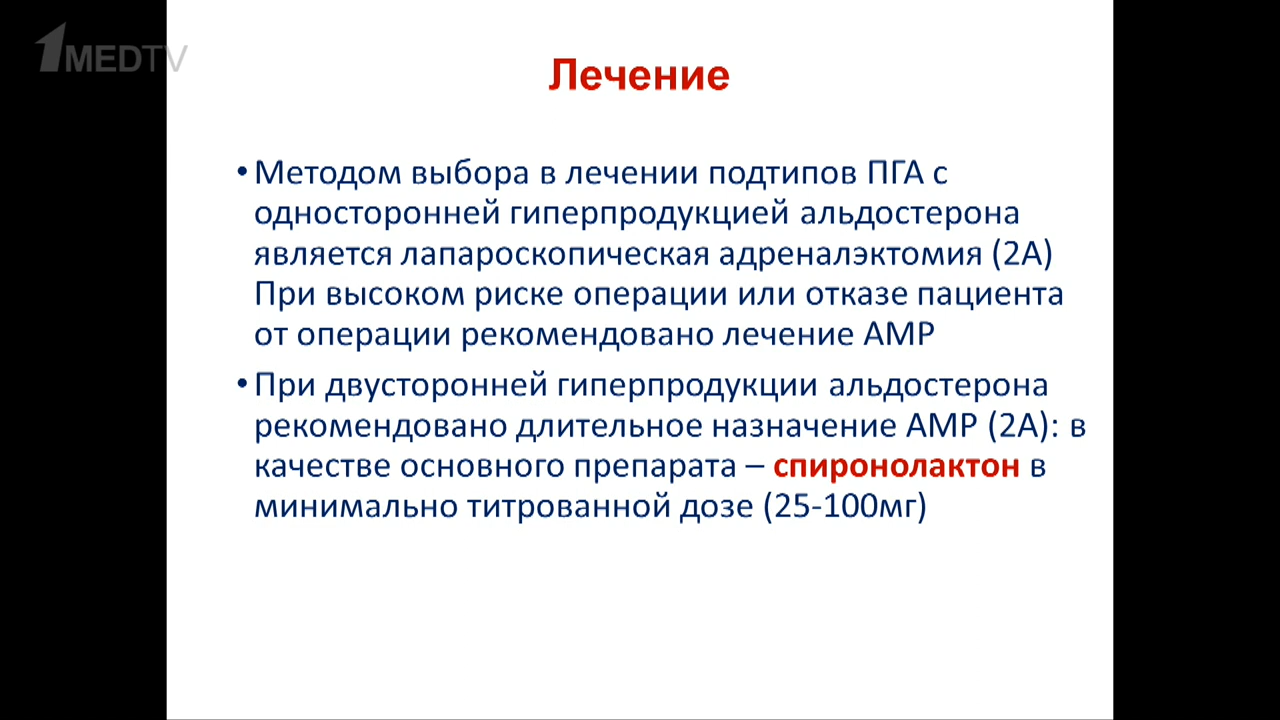 1MEDTV
Лечение
• Методом выбора в лечении подтипов ПГА с
односторонней гиперпродукцией альдостерона
является лапароскопическая адреналэктомия (2А)
При высоком риске операции или отказе пациента
от операции рекомендовано лечение АМР
• При двусторонней гиперпродукции альдостерона
рекомендовано длительное назначение АМР (2А): в
качестве основного препарата – спиронолактон в
минимально титрованной дозе (25-100мг)